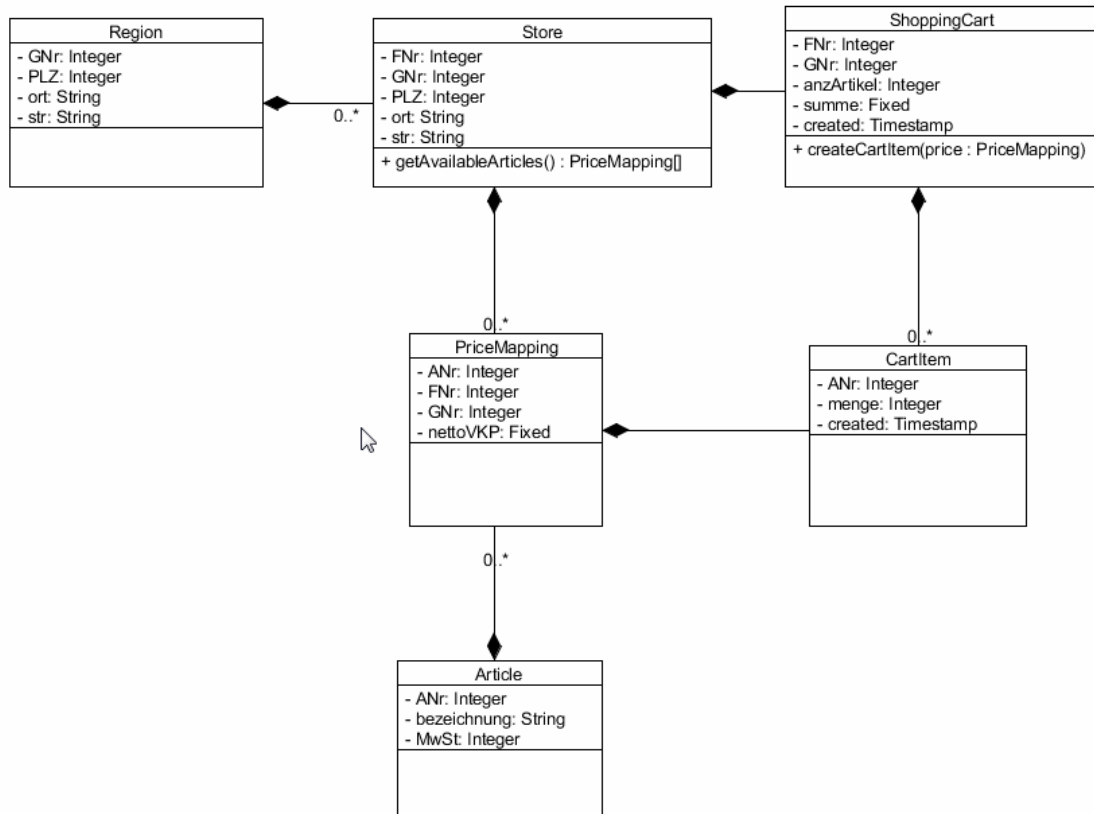 Region
- GNr: Integer
- PLZ: Integer
- ort: String
- str: String
0..*
Store
- FNr: Integer
- GNr: Integer
- PLZ: Integer
- ort: String
- str: String
+ getAvailableArticles() : PriceMapping[]
ShoppingCart
- FNr: Integer
- GNr: Integer
- anzArtikel: Integer
- summe: Fixed
- created: Timestamp
+ createCartItem(price : PriceMapping)
0..*
PriceMapping
- ANr: Integer
- FNr: Integer
- GNr: Integer
- nettoVKP: Fixed
0..*
CartItem
- ANr: Integer
- menge: Integer
- created: Timestamp
0..*
Article
- ANr: Integer
- bezeichnung: String
- MwSt: Integer